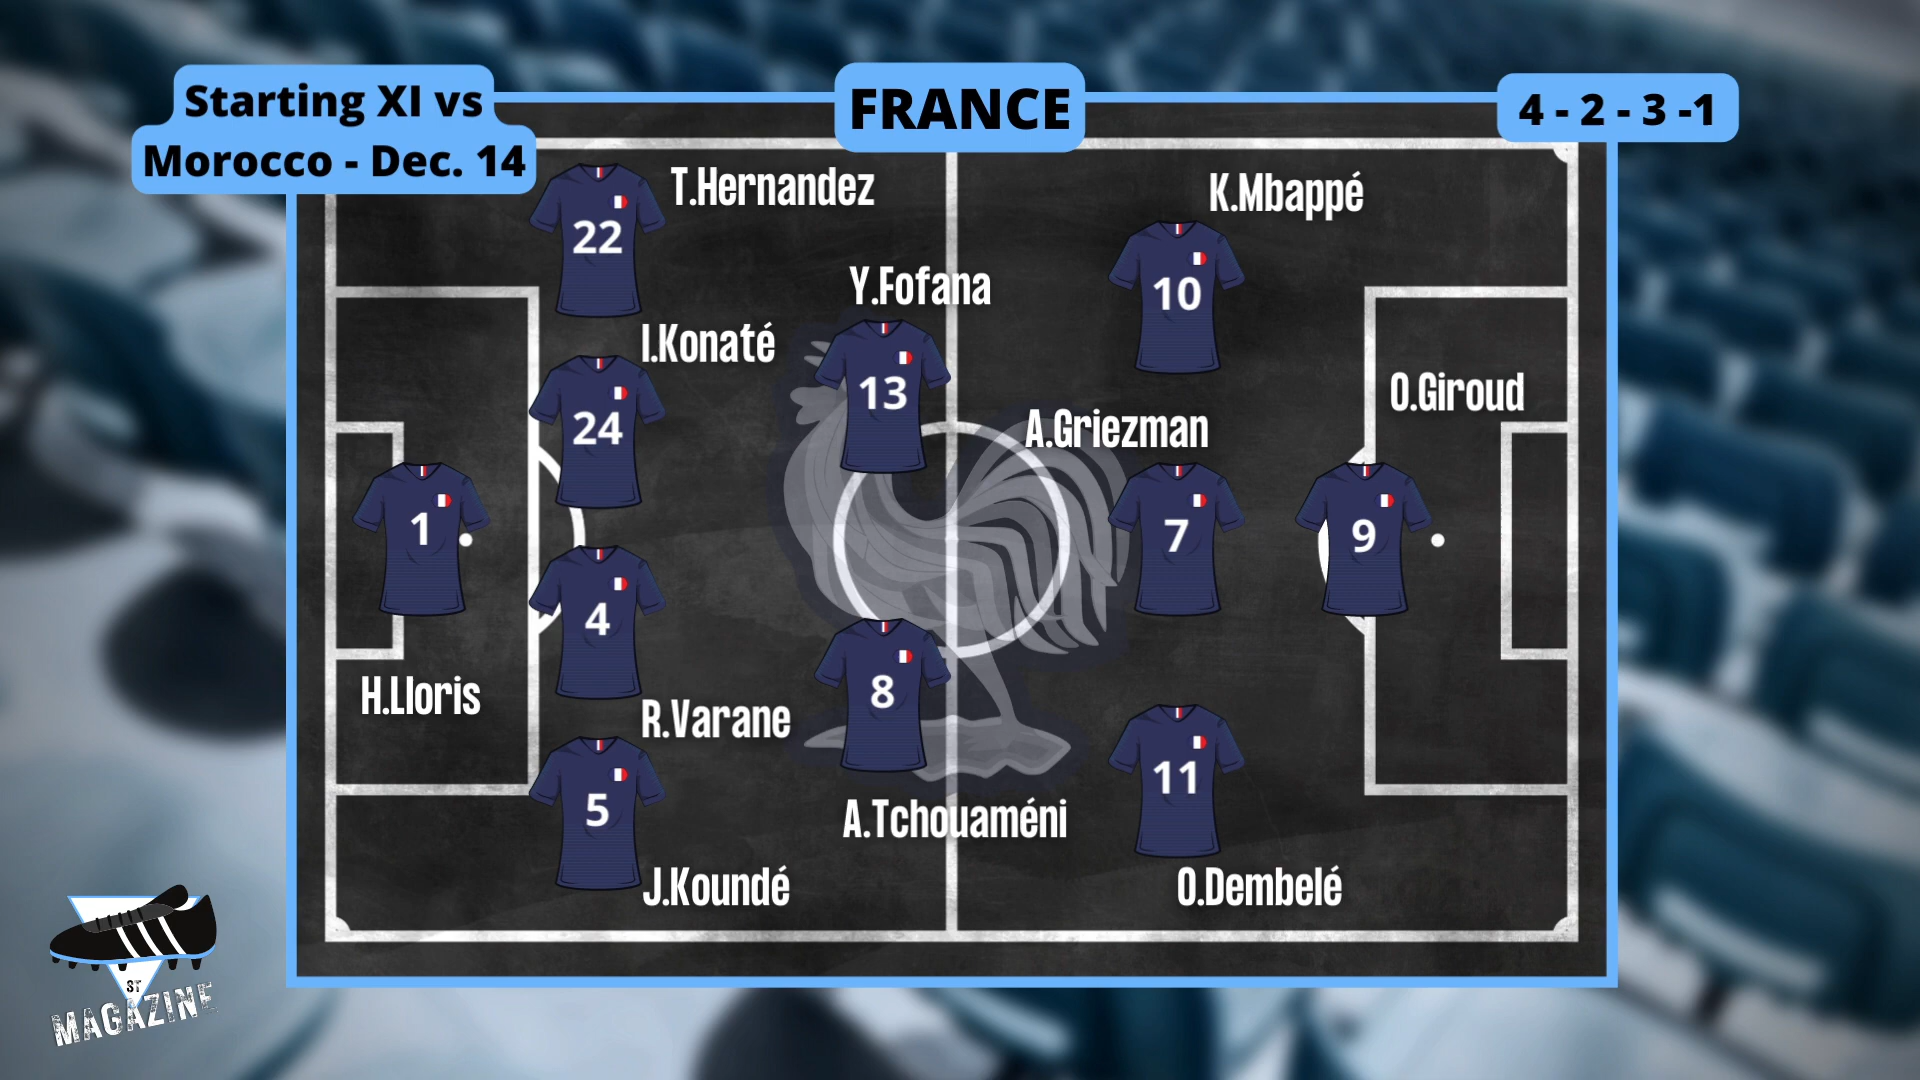 Starting XI vs
Morocco - Dec. 14
FRANCE
4 - 2 - 3 -1
T.Hernandez
22
K.Mbappé
10
Y.Fofana
13
I.Konaté
24
O.Giroud
9
A.Griezman
7
1
H.Lloris
4
R.Varane
8
A.Tchouaméni
5
J.Koundé
11
O.Dembelé
ST
MAGAZINE